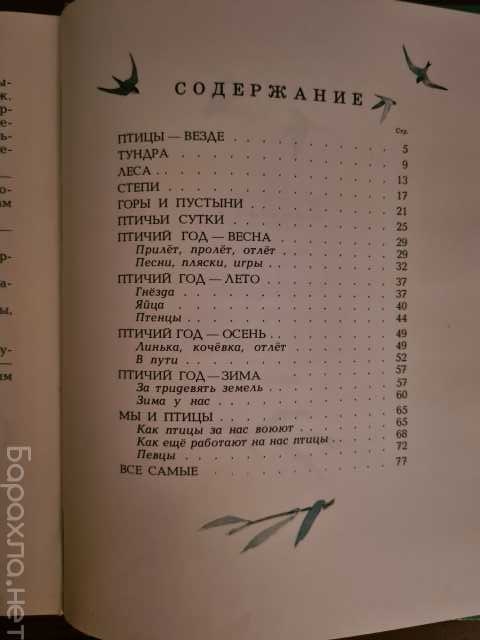 ы-
ж.
р-
е-
ь-
е-
о-
ам
р-
а-
ы,
у-
ым
СОДЕРЖАНИЕ
Стр.
ПТИЦЫ — ВЕЗДЕ . . . . . . . . 5
ТУНДРА . . . . . . . . 9
ЛЕСА . . . . . . . . 13
СТЕПИ . . . . . . . . 17
ГОРЫ И ПУСТЫНИ . . . . . . . . 21
ПТИЧЬИ СУТКИ . . . . . . . . 25
ПТИЧИЙ ГОД — ВЕСНА . . . . . . . . 29
Прилёт, пролёт, отлёт . . . . . . . . 29
Песни, пляски, игры . . . . . . . . 32
ПТИЧИЙ ГОД — ЛЕТО . . . . . . . . 37
Гнёзда . . . . . . . . 37
Яйца . . . . . . . . 40
Птенцы . . . . . . . . 44
ПТИЧИЙ ГОД — ОСЕНЬ . . . . . . . . 49
Линька, кочёвка, отлёт . . . . . . . . 49
В пути . . . . . . . . 52
ПТИЧИЙ ГОД — ЗИМА . . . . . . . . 57
За тридевять земель . . . . . . . . 57
Зима у нас . . . . . . . . 60
МЫ И ПТИЦЫ . . . . . . . . 65
Как птицы за нас воюют . . . . . . . . 65
Как ещё работают на нас птицы . . . . . . 68
Певцы . . . . . . . . 72
ВСЕ САМЫЕ . . . . . . . . 77
Барахла.Нет